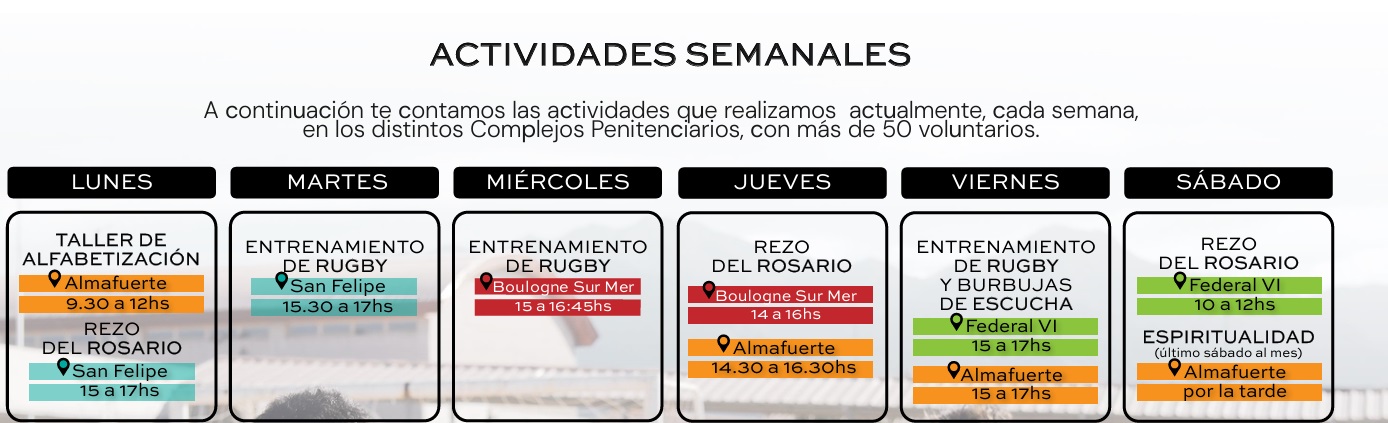 ACTIVIDADES SEMANALES
A continuación te contamos las actividades que realizamos actualmente, cada semana,
en los distintos Complejos Penitenciarios, con más de 50 voluntarios.
LUNES
TALLER DE
ALFABETIZACIÓN
Almafuerte
9.30 a 12hs
REZO
DEL ROSARIO
San Felipe
15 a 17hs
MARTES
ENTRENAMIENTO
DE RUGBY
San Felipe
15.30 a 17hs
MIÉRCOLES
ENTRENAMIENTO
DE RUGBY
Boulogne Sur Mer
15 a 16:45hs
JUEVES
REZO
DEL ROSARIO
Boulogne Sur Mer
14 a 16hs
Almafuerte
14.30 a 16.30hs
VIERNES
ENTRENAMIENTO
DE RUGBY
Y BURBUJAS
DE ESCUCHA
Federal VI
15 a 17hs
Almafuerte
15 a 17hs
SÁBADO
REZO
DEL ROSARIO
Federal VI
10 a 12hs
ESPIRITUALIDAD
(último sábado al mes)
Almafuerte
por la tarde